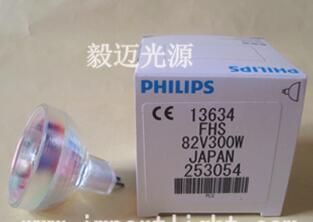 毅迈光源
PHILIPS
CE 13634
FHS
82V300W
JAPAN
253054